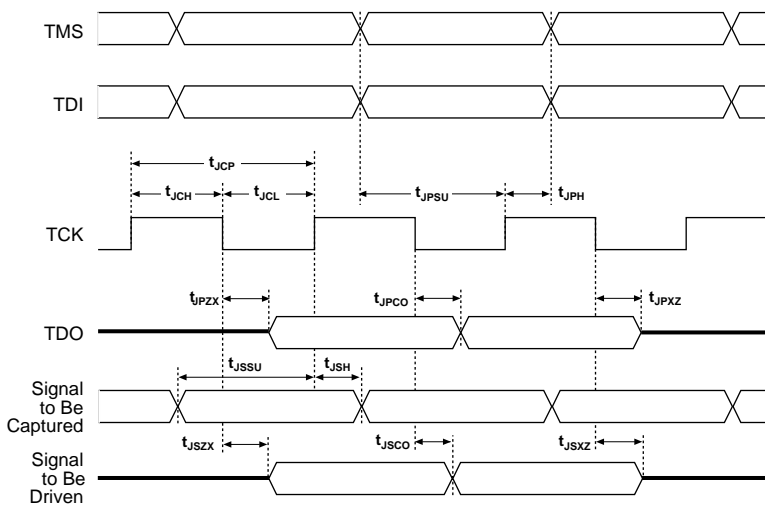 TMS
TDI
tJCP
tJCH
tJCL
tJPSU
tJPH
TCK
tJPZX
tJPCO
tJPXZ
TDO
tJSSU
tJSH
Signal
to Be
Captured
tJSZX
tJSCO
tJSXZ
Signal
to Be
Driven